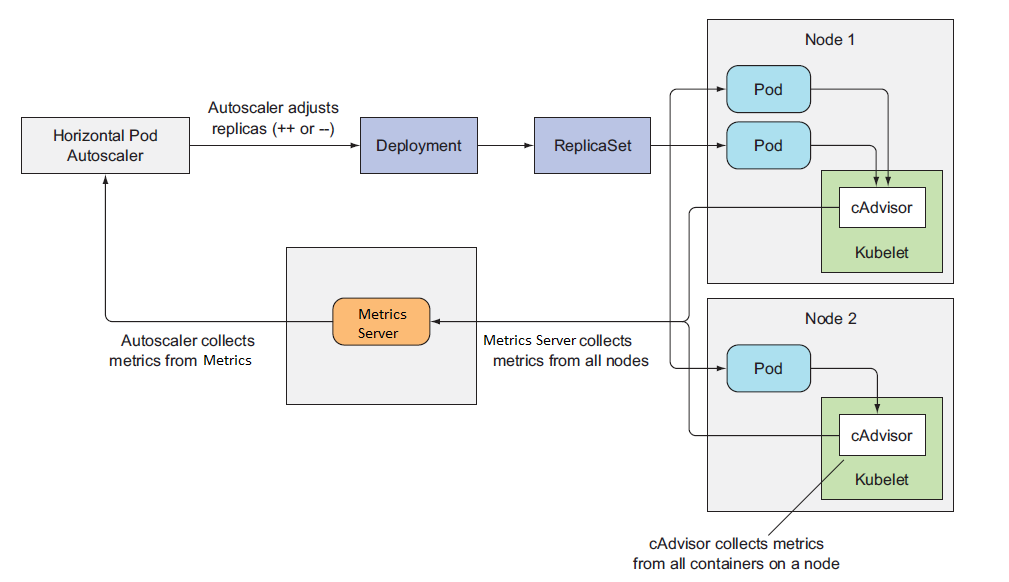 Node 1
Pod
Autoscaler adjusts
replicas (++ or --)
Horizontal Pod
Autoscaler
Deployment
ReplicaSet
Pod
cAdvisor
Kubelet
Metrics
Server
Autoscaler collects
metrics from Metrics
Metrics Server collects
metrics from all nodes
Node 2
Pod
cAdvisor
Kubelet
cAdvisor collects metrics
from all containers on a node